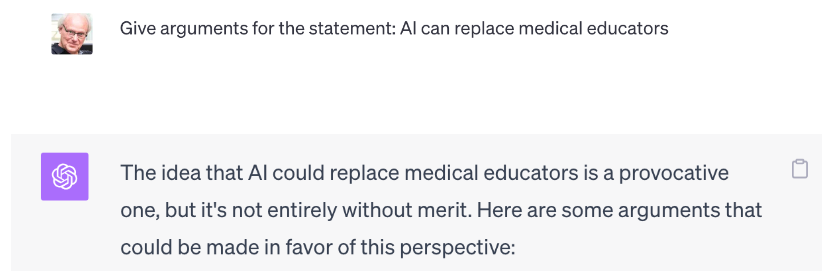 Give arguments for the statement: AI can replace medical educators
The idea that AI could replace medical educators is a provocative
one, but it's not entirely without merit. Here are some arguments that
could be made in favor of this perspective: